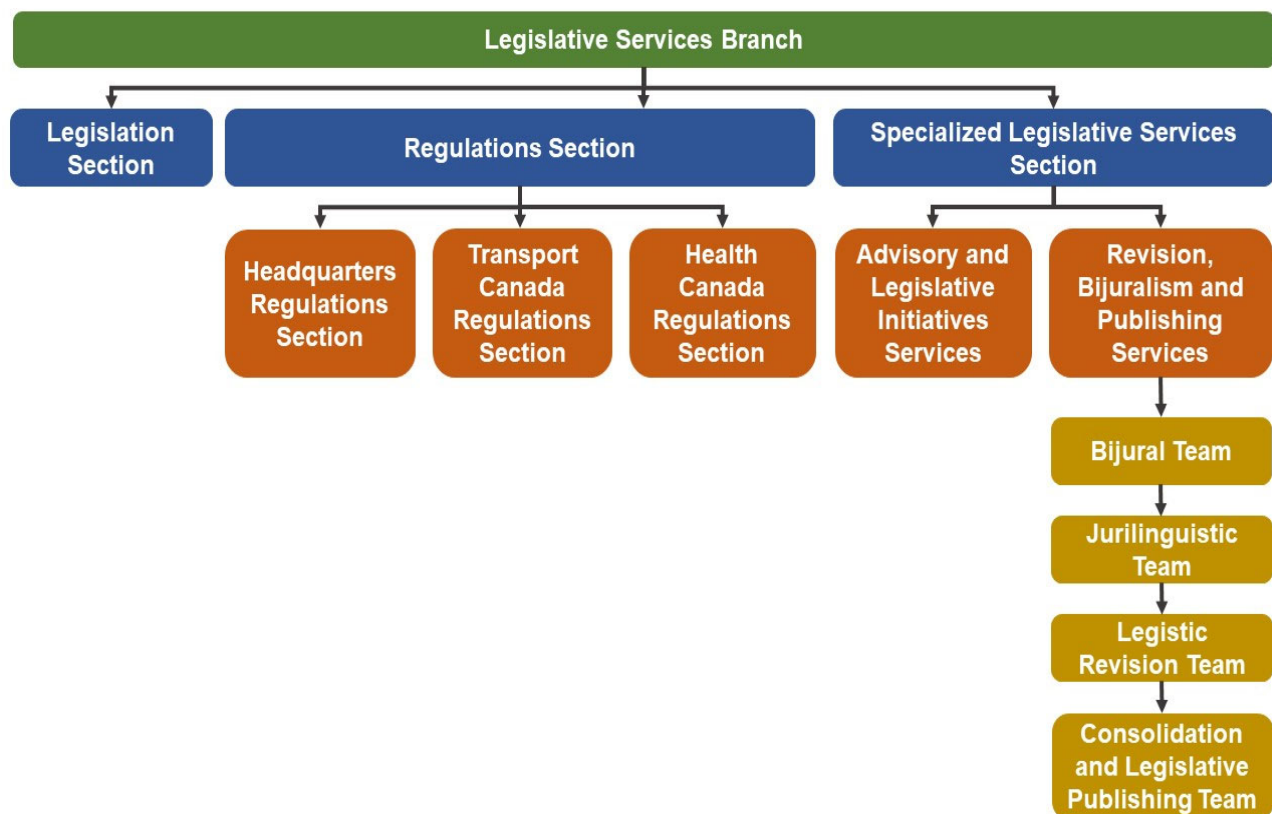 Legislative Services Branch
Legislation
Section
Regulations Section
Specialized Legislative Services
Section
Headquarters
Regulations
Section
Transport
Canada
Regulations
Section
Health
Canada
Regulations
Section
Advisory and
Legislative
Initiatives
Services
Revision,
Bijuralism and
Publishing
Services
Bijural Team
Jurilinguistic
Team
Legistic
Revision Team
Consolidation
and Legislative
Publishing Team